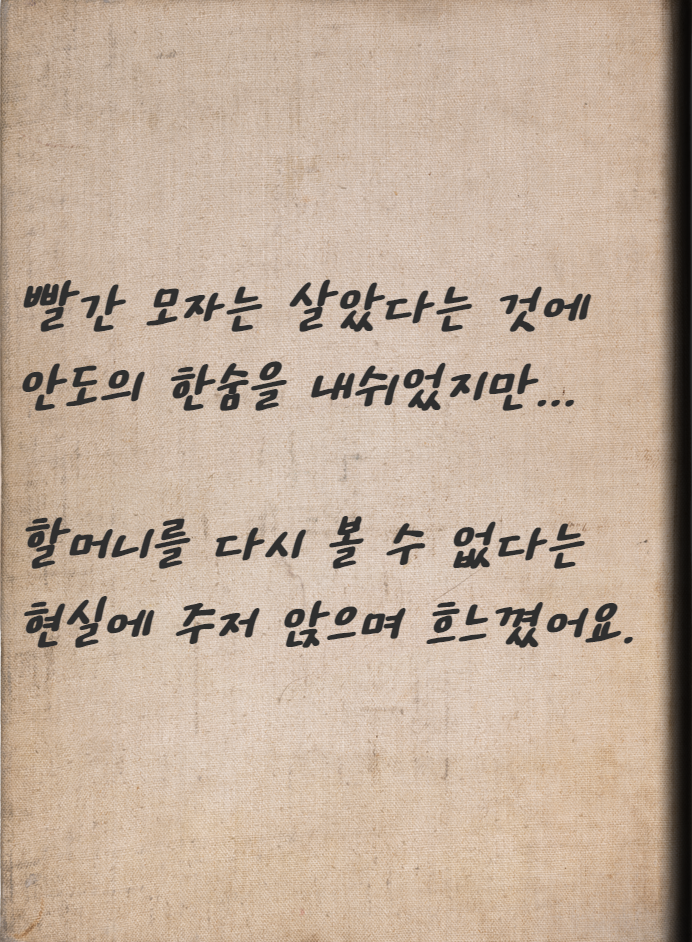 빨간 모자는 살았다는 것에
안도의 한숨을 내쉬었지만...
할머니를 다시 볼 수 없다는
현실에 주저 앉으며 흐느꼈어요.